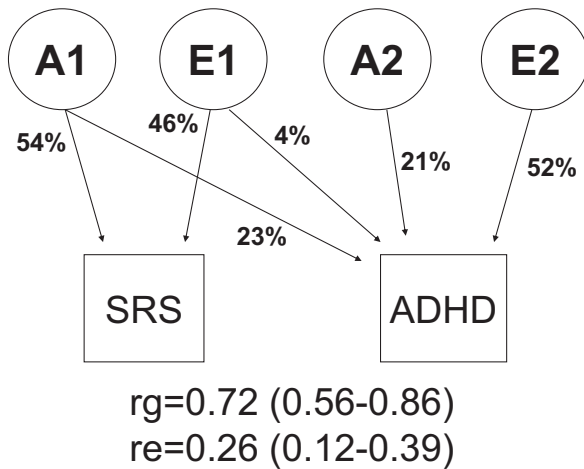 A1 E1 A2 E2
46% 4%
54%
21% 52%
23%
SRS ADHD
rg=0.72 (0.56-0.86)
re=0.26 (0.12-0.39)